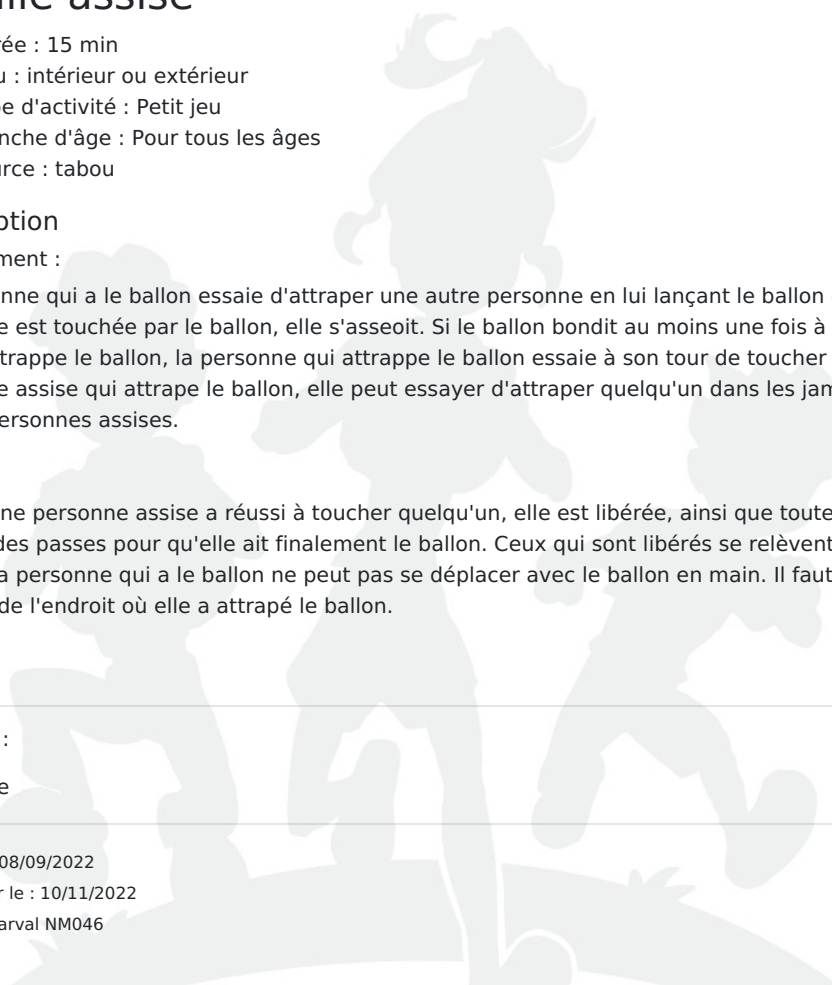 lle assise
ée : 15 min
u : intérieur ou extérieur
e d'activité : Petit jeu
nche d'âge : Pour tous les âges
rce : tabou
ption
ment :
nne qui a le ballon essaie d'attraper une autre personne en lui lançant le ballon
e est touchée par le ballon, elle s'asseoit. Si le ballon bondit au moins une fois à
trappe le ballon, la personne qui attrappe le ballon essaie à son tour de toucher
e assise qui attrape le ballon, elle peut essayer d'attraper quelqu'un dans les jam
ersonnes assises.
ne personne assise a réussi à toucher quelqu'un, elle est libérée, ainsi que toute
des passes pour qu'elle ait finalement le ballon. Ceux qui sont libérés se relèvent
a personne qui a le ballon ne peut pas se déplacer avec le ballon en main. Il faut
de l'endroit où elle a attrapé le ballon.
:
e
08/09/2022
r le : 10/11/2022
arval NM046